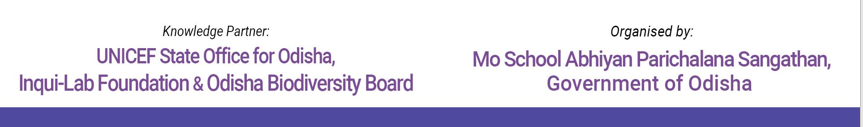 Knowledge Partner:
UNICEF State Office for Odisha,
Inqui-Lab Foundation & Odisha Biodiversity Board
Organised by:
Mo School Abhiyan Parichalana Sangathan,
Government of Odisha